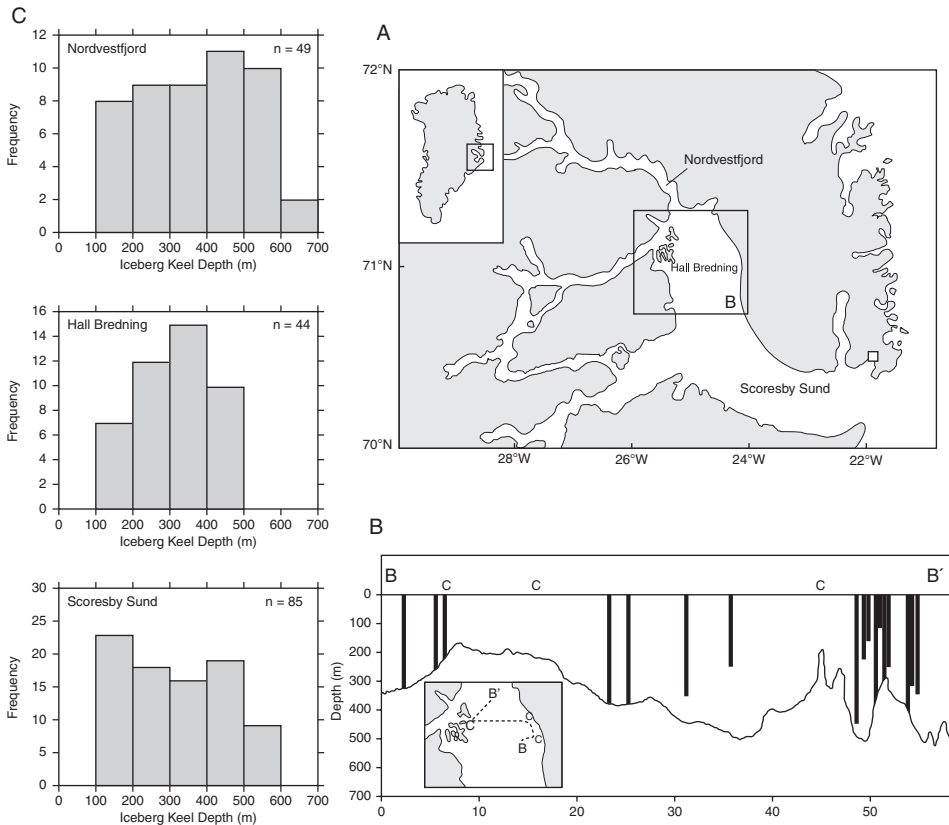 C
Nordvestfjord n = 49
12
10
8
6
4
2
0
Frequency
0 100 200 300 400 500 600 700
Iceberg Keel Depth (m)
Hall Bredning n = 44
16
14
12
10
8
6
4
2
0
Frequency
0 100 200 300 400 500 600 700
Iceberg Keel Depth (m)
Scoresby Sund n = 85
30
25
20
15
10
5
0
Frequency
0 100 200 300 400 500 600 700
Iceberg Keel Depth (m)
A
72°N
71°N
70°N
Nordvestfjord
Hall Bredning
B
Scoresby Sund
28°W 26°W 24°W 22°W
B
B C C C B´
0
100
200
300
400
500
600
700
Depth (m)
B'
C C
B C
0 10 20 30 40 50